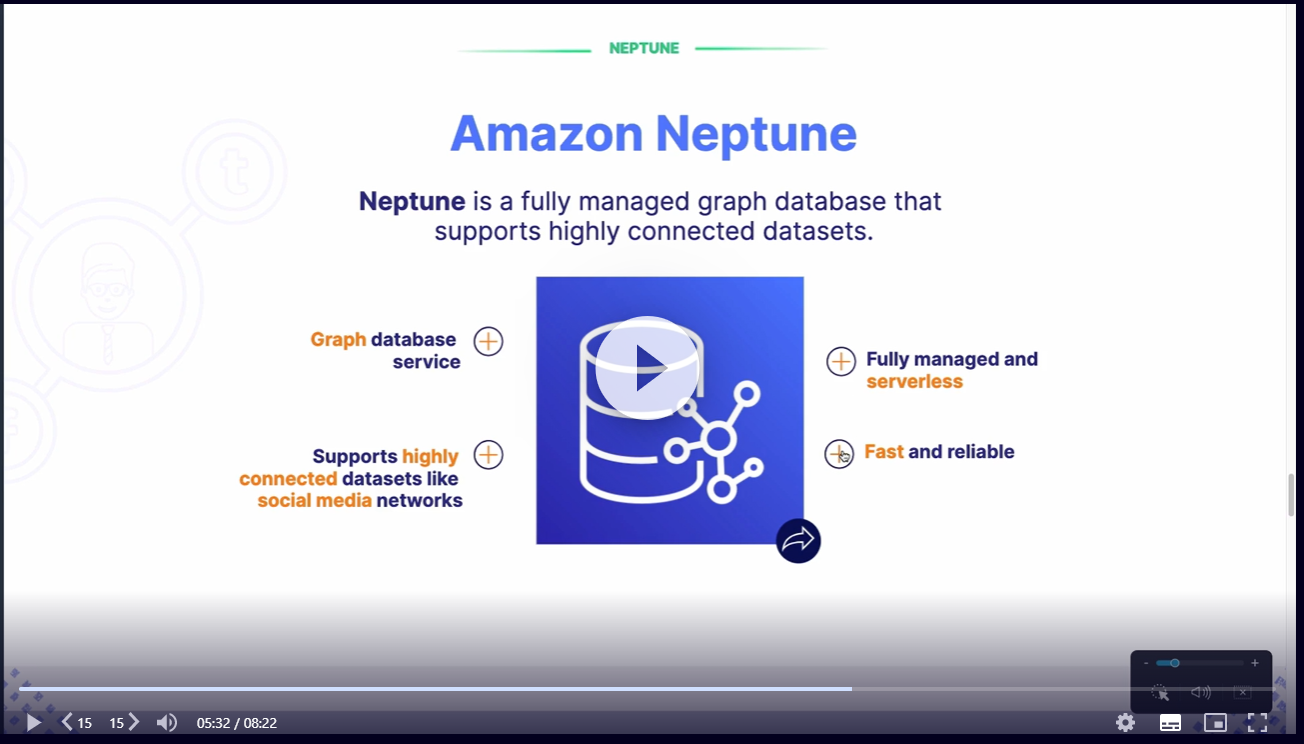 NEPTUNE
Amazon Neptune
Neptune is a fully managed graph database that
supports highly connected datasets.
Graph database
service
Supports highly
connected datasets like
social media networks
Fully managed and
serverless
Fast and reliable
15 15 05:32 / 08:22